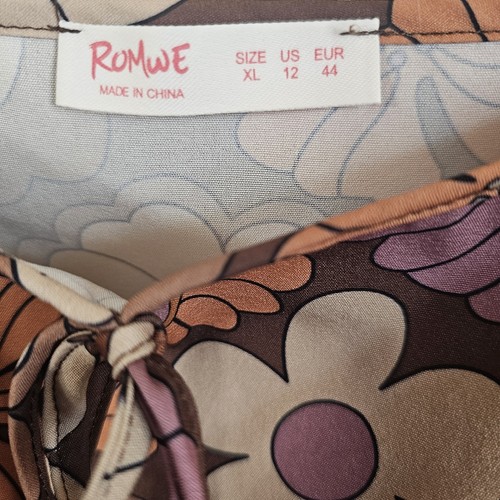 ROMWE
MADE IN CHINA
SIZE US EUR
XL 12 44